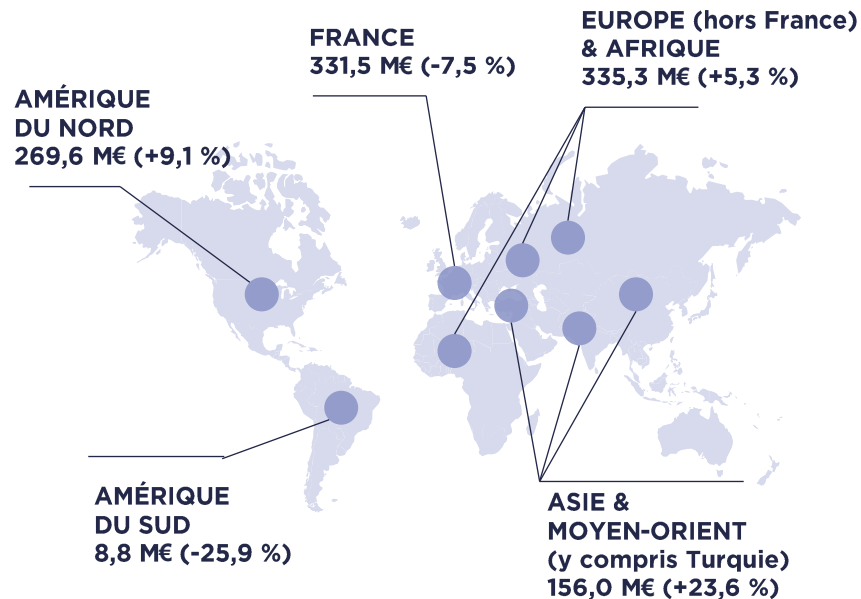 FRANCE
331,5 M€ (-7,5 %)
EUROPE (hors France)
& AFRIQUE
335,3 M€ (+5,3 %)
AMÉRIQUE
DU NORD
269,6 M€ (+9,1 %)
AMÉRIQUE
DU SUD
8,8 M€ (-25,9 %)
ASIE &
MOYEN-ORIENT
(y compris Turquie)
156,0 M€ (+23,6 %)